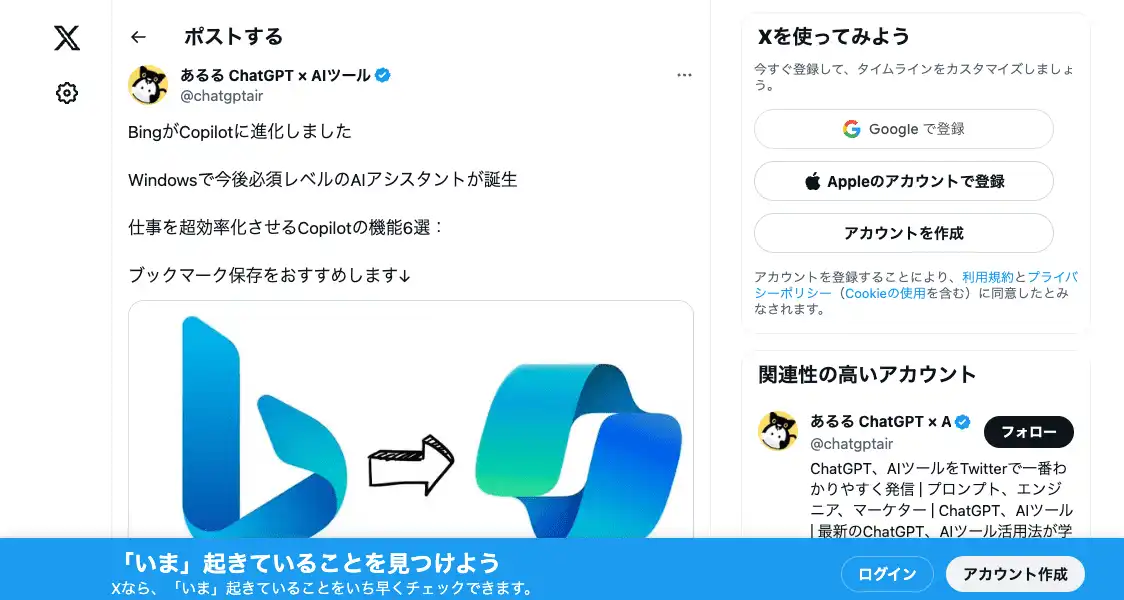 ポストする
あるる ChatGPT × AIツール
@chatgptair
BingがCopilotに進化しました
Windowsで今後必須レベルのAIアシスタントが誕生
仕事を超効率化させるCopilotの機能6選：
ブックマーク保存をおすすめします↓
Xを使ってみよう
今すぐ登録して、タイムラインをカスタマイズしましょ
う。
Google で登録
Appleのアカウントで登録
アカウントを作成
アカウントを登録することにより、利用規約とプライバ
シーポリシー（Cookieの使用を含む）に同意したとみ
なされます。
関連性の高いアカウント
あるる ChatGPT × A
@chatgptair
フォロー
ChatGPT、AIツールをTwitterで一番わ
かりやすく発信 | プロンプト、エンジ
ニア、マーケター | ChatGPT、AIツール
| 最新のChatGPT、AIツール活用法が学
「いま」起きていることを見つけよう
Xなら、「いま」起きていることをいち早くチェックできます。
ログイン
アカウント作成